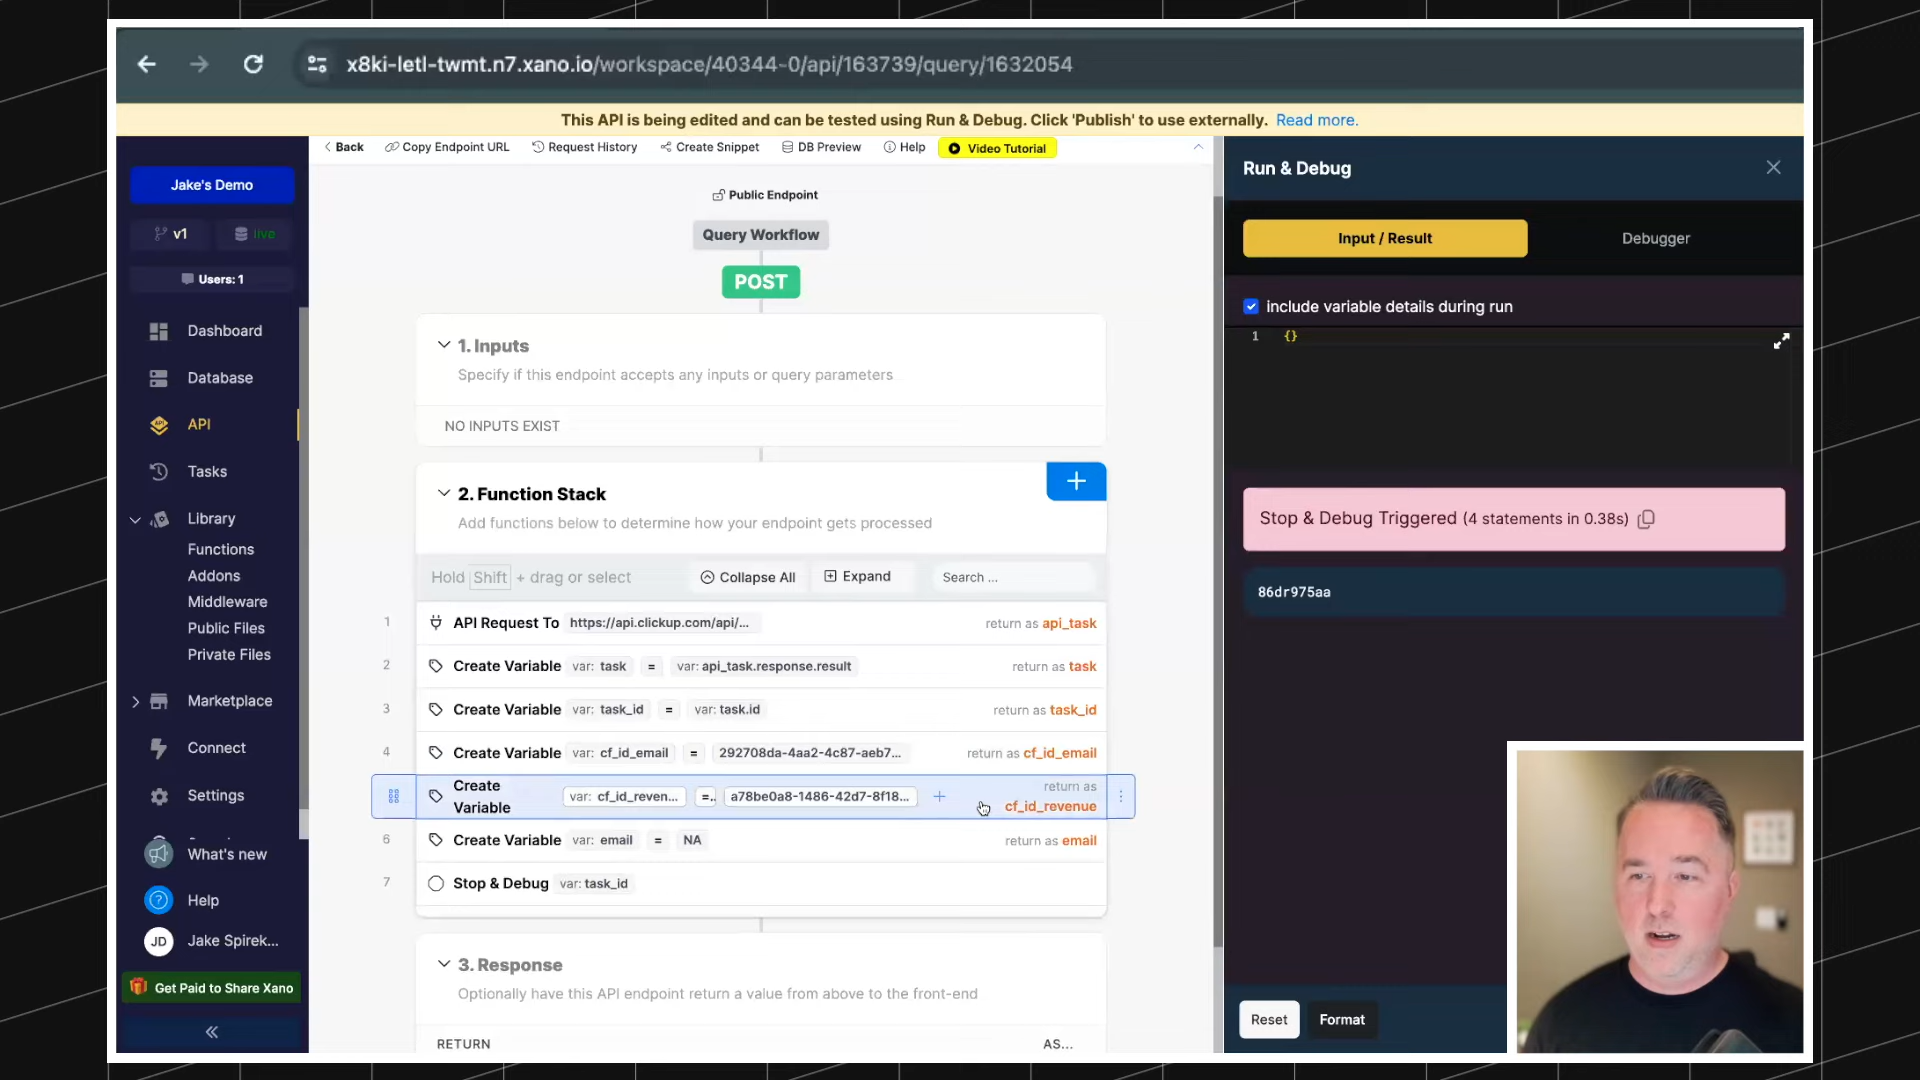 x8ki-letl-twmt.n7.xano.io/workspace/40344-0/api/163739/query/1632054
This API is being edited and can be tested using Run & Debug. Click 'Publish' to use externally. Read more.
Back Copy Endpoint URL Request History Create Snippet DB Preview Help Video Tutorial
Jake's Demo
v1 live
Users: 1
Dashboard
Database
API
Tasks
Library
Functions
Addons
Middleware
Public Files
Private Files
Marketplace
Connect
Settings
What's new
Help
JD Jake Spirek...
Get Paid to Share Xano
Public Endpoint
Query Workflow
POST
1. Inputs
Specify if this endpoint accepts any inputs or query parameters
NO INPUTS EXIST
2. Function Stack
Add functions below to determine how your endpoint gets processed
Hold Shift + drag or select Collapse All Expand Search ...
1 API Request To https://api.clickup.com/api/... return as api_task
2 Create Variable var: task = var: api_task.response.result return as task
3 Create Variable var: task_id = var: task.id return as task_id
4 Create Variable var: cf_id_email = 292708da-4aa2-4c87-aeb7... return as cf_id_email
Create Variable var: cf_id_reven... =.. a78be0a8-1486-42d7-8f18... + return as cf_id_revenue
6 Create Variable var: email = NA return as email
7 Stop & Debug var: task_id
3. Response
Optionally have this API endpoint return a value from above to the front-end
RETURN AS...
Run & Debug
Input / Result Debugger
include variable details during run
1 {}
Stop & Debug Triggered (4 statements in 0.38s)
86dr975aa
Reset Format